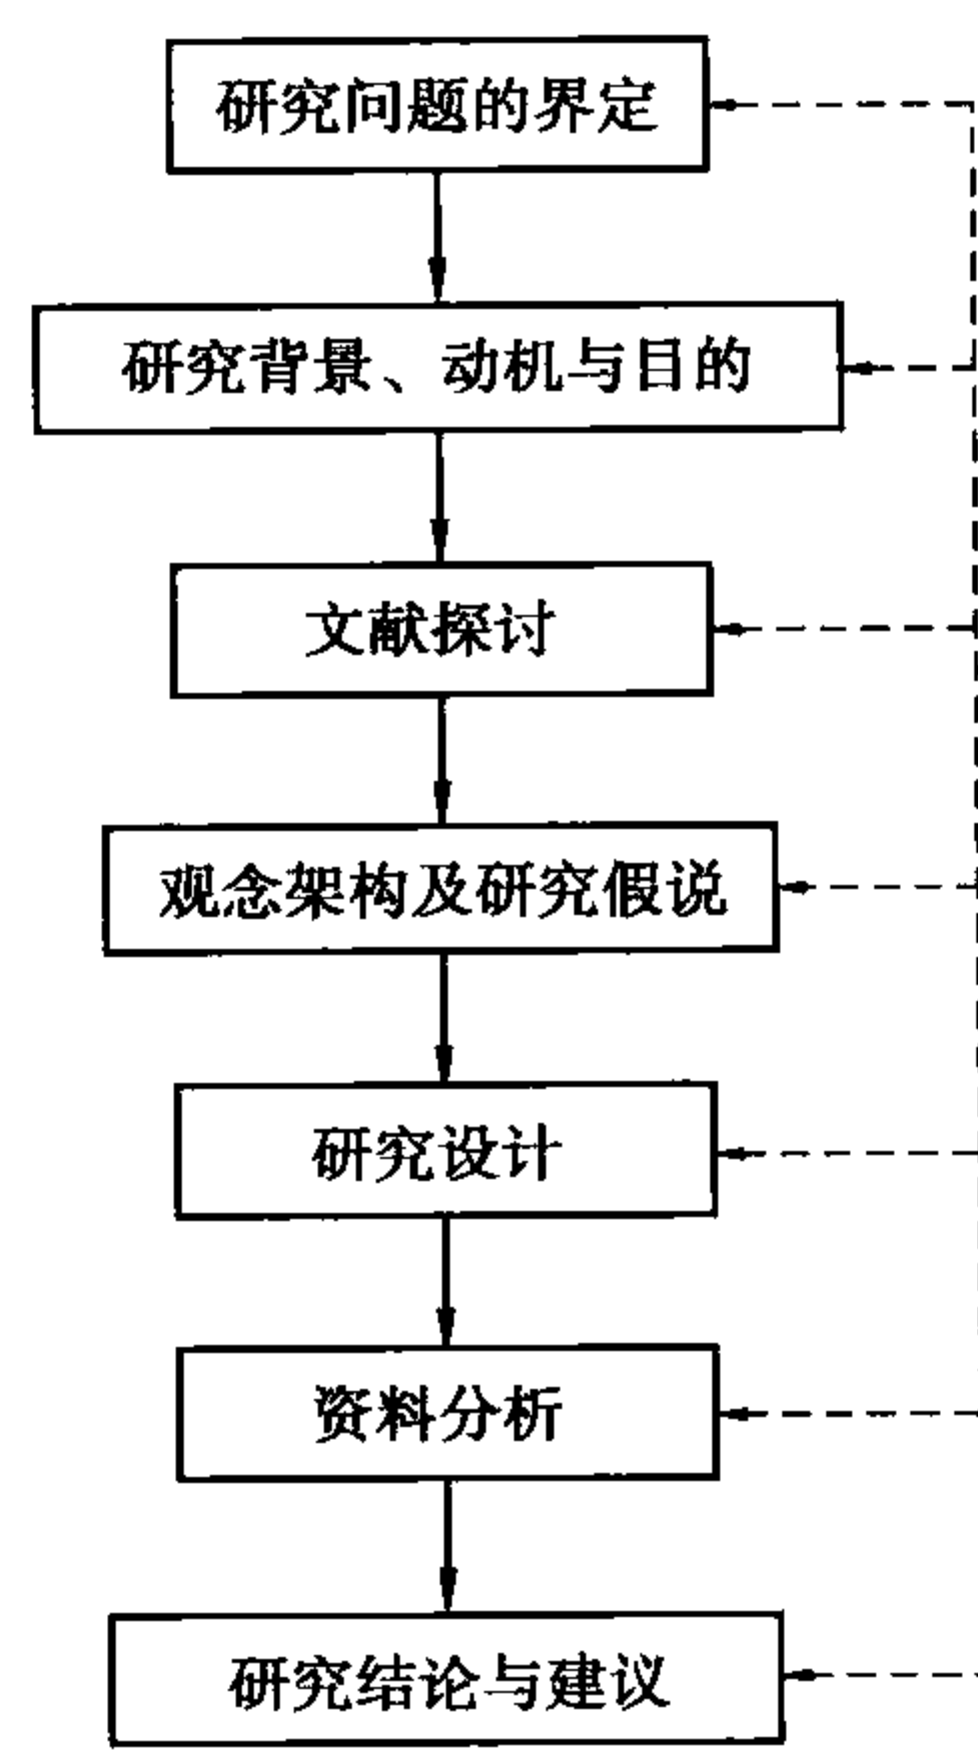 研究问题的界定
研究背景、动机与目的
文献探讨
观念架构及研究假说
研究设计
资料分析
研究结论与建议